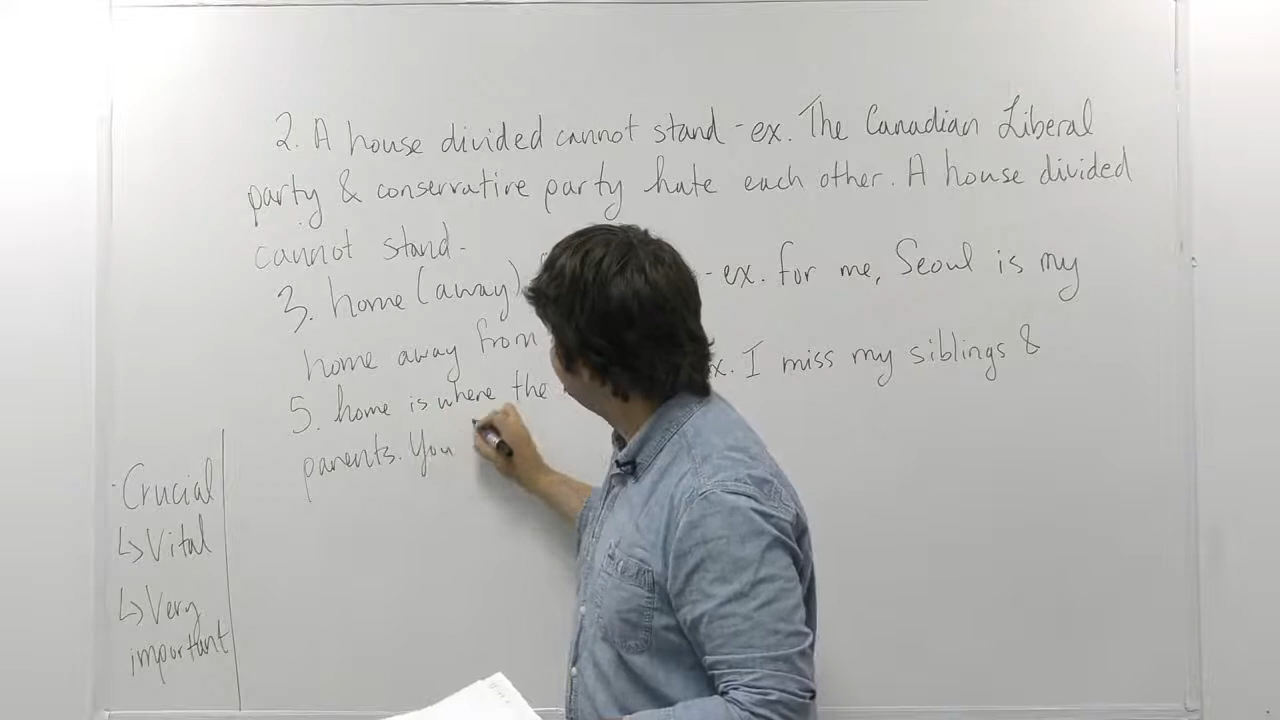 2. A house divided cannot stand - ex. The Canadian Liberal
party & conservative party hate each other. A house divided
cannot stand-
3. home (away) - ex. for me, Seoul is my
home away from
5. home is where the x. I miss my siblings &
parents. You
Crucial
↳ Vital
↳ Very
important